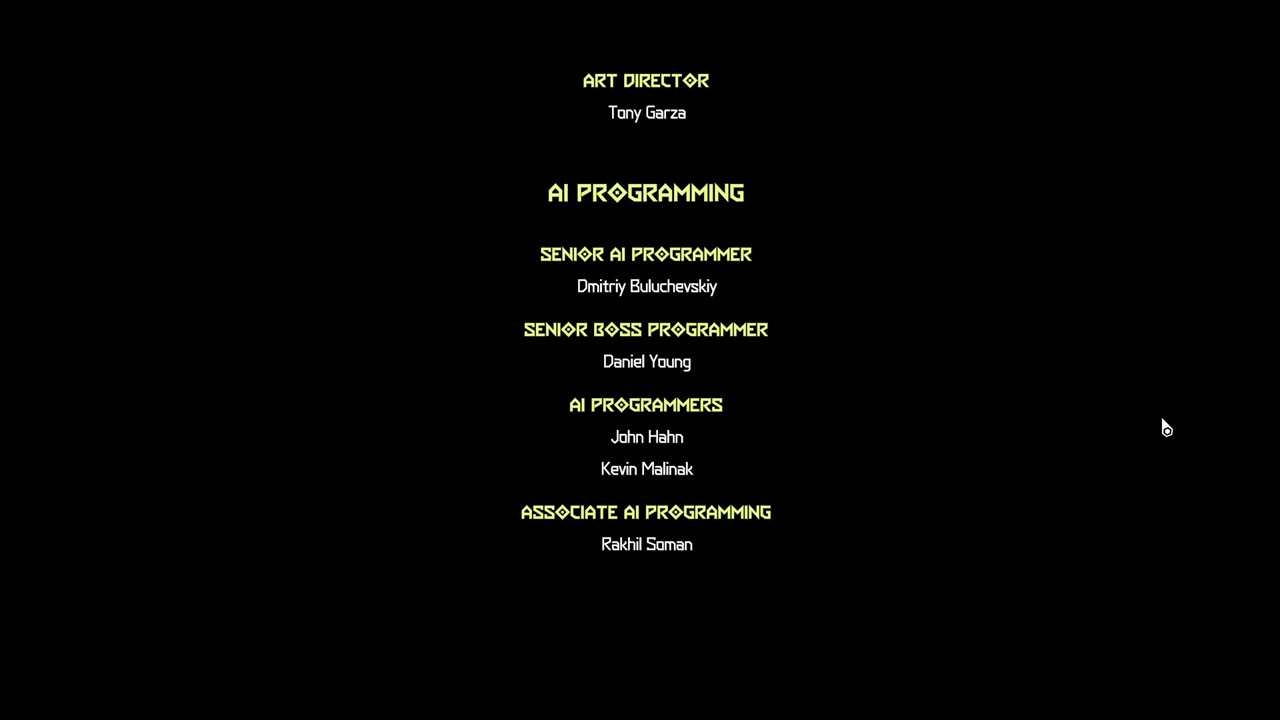 ART DIRECTOR
Tony Garza
AI PROGRAMMING
SENIOR AI PROGRAMMER
Dmitriy Buluchevskiy
SENIOR BOSS PROGRAMMER
Daniel Young
AI PROGRAMMERS
John Hahn
Kevin Malinak
ASSOCIATE AI PROGRAMMING
Rakhil Soman